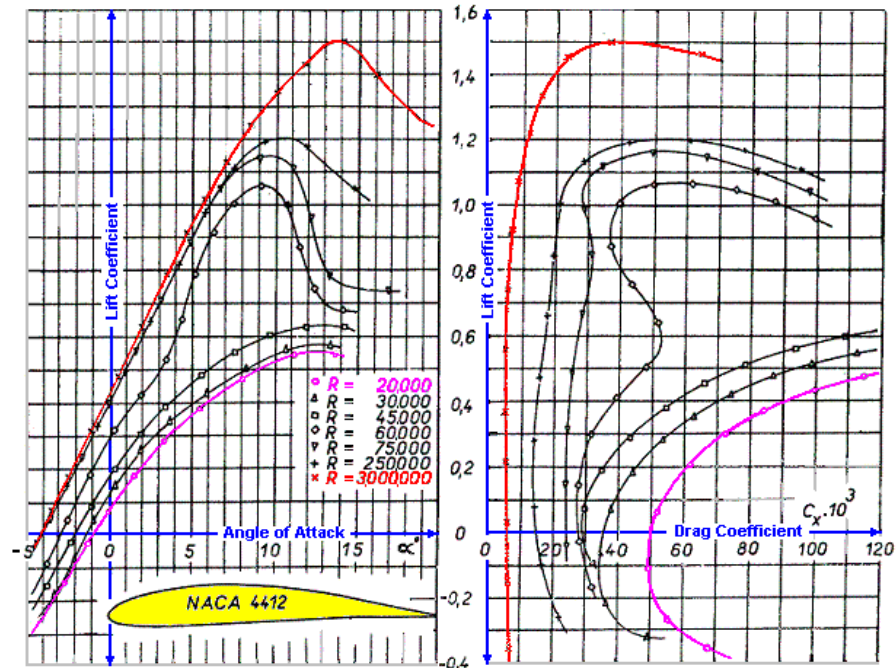 1,6
1,4
1,2
1,0
0,8
0,6
0,4
0,2
0
-0,2
-0,4
Lift Coefficient
Lift Coefficient
R = 20,000
R = 30,000
R = 45,000
R = 60,000
R = 75,000
R = 250,000
R = 3000,000
Angle of Attack
α°
-5
0
5
10
15
NACA 4412
Cx.10³
Drag Coefficient
0
20
40
60
80
100
120